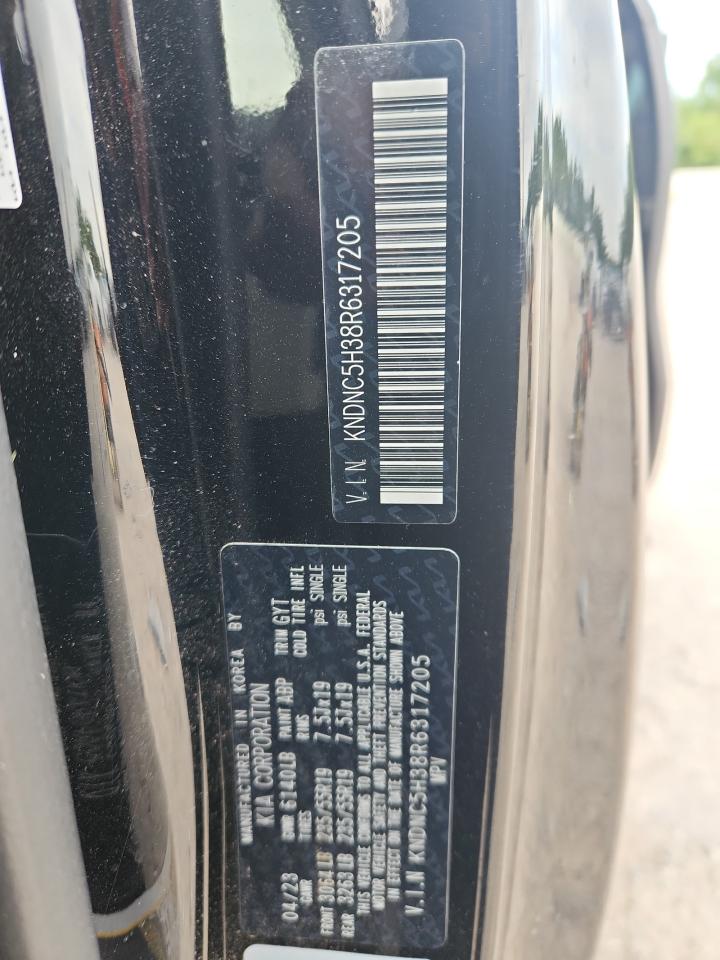 V.I.N. KNDNC5H38R6317205
MANUFACTURED IN KOREA BY
KIA CORPORATION
04/23 GVWR 6140LB PAINT ABP TRIM GYT
GAWR TIRES RIMS COLD TIRE INFL
FRONT 3064LB 235/55R19 7.5Jx19 psi SINGLE
REAR 3263LB 235/55R19 7.5Jx19 psi SINGLE
THIS VEHICLE CONFORMS TO ALL APPLICABLE U.S.A. FEDERAL
MOTOR VEHICLE SAFETY AND THEFT PREVENTION STANDARDS
IN EFFECT ON THE DATE OF MANUFACTURE SHOWN ABOVE
V.I.N KNDNC5H38R6317205
MPV